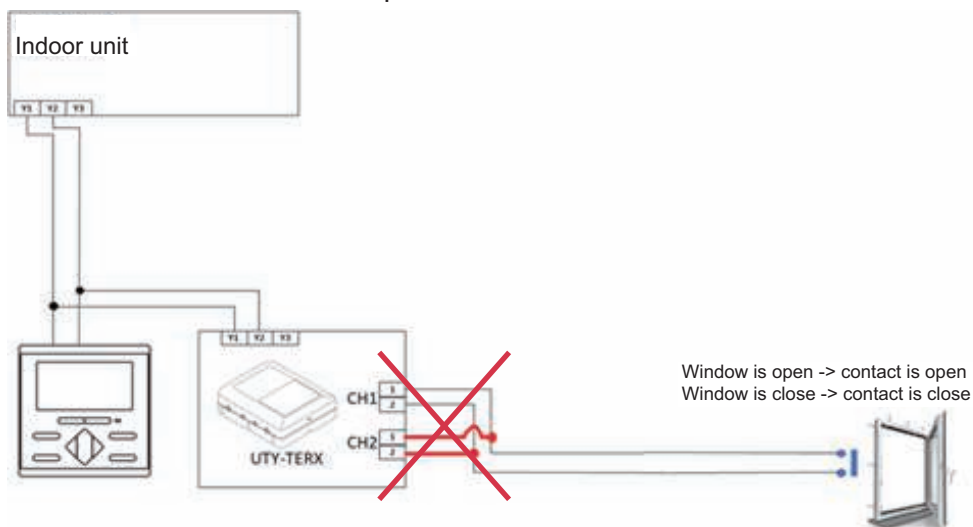 Indoor unit
Y1 Y2 Y3
Y1 Y2 Y3
CH1
1
2
CH2
1
2
UTY-TERX
Window is open -> contact is open
Window is close -> contact is close